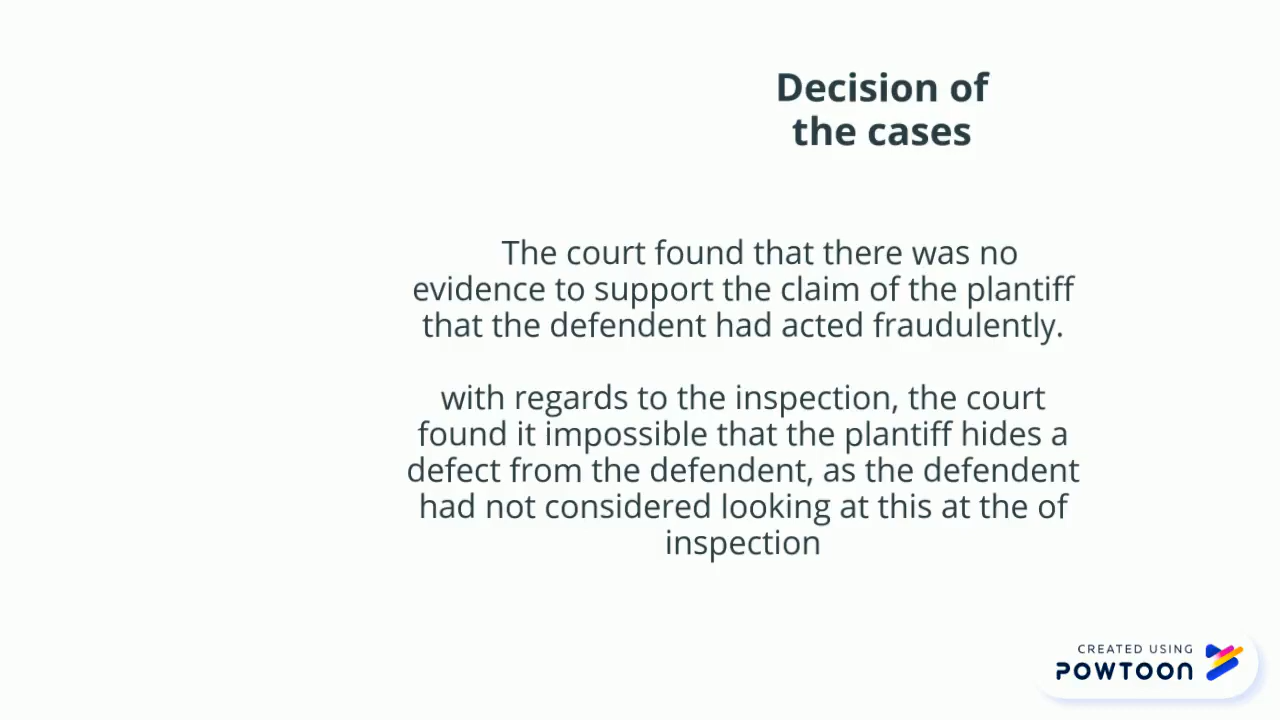 Decision of
the cases
The court found that there was no
evidence to support the claim of the plantiff
that the defendent had acted fraudulently.
with regards to the inspection, the court
found it impossible that the plantiff hides a
defect from the defendent, as the defendent
had not considered looking at this at the of
inspection
CREATED USING
POWTOON